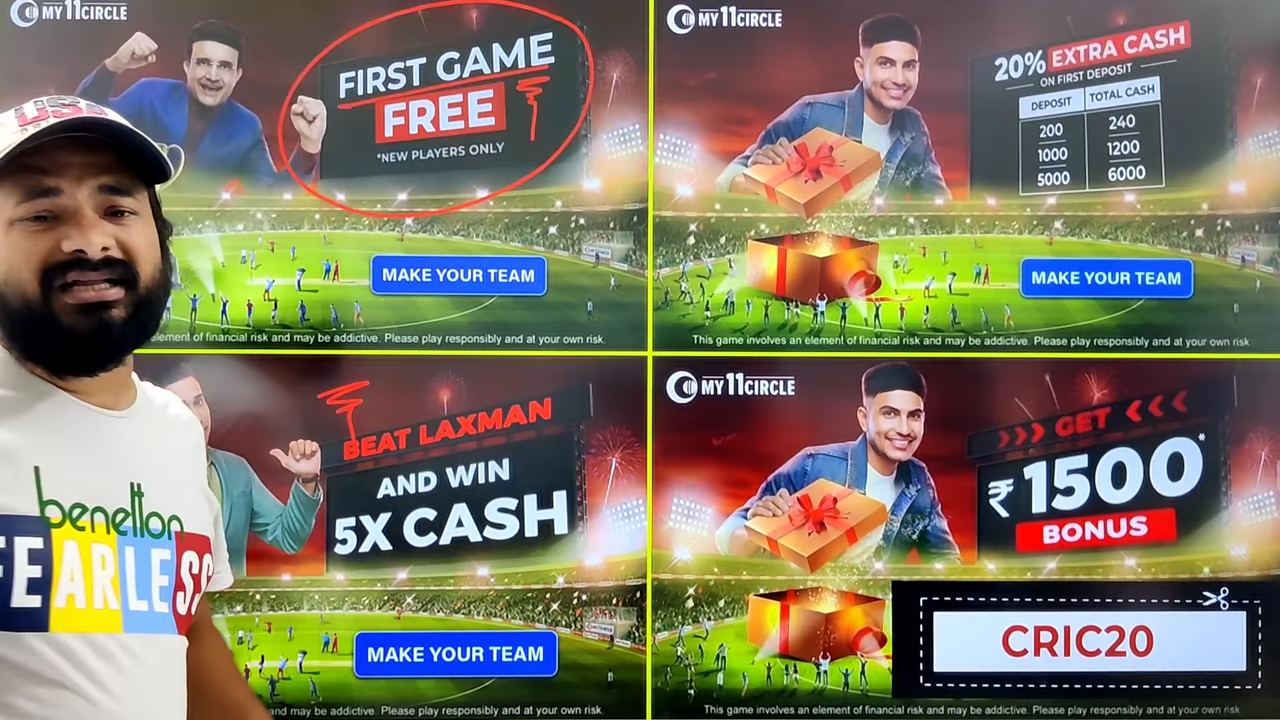 MY11CIRCLE
FIRST GAME
FREE
*NEW PLAYERS ONLY
MAKE YOUR TEAM
element of financial risk and may be addictive. Please play responsibly and at your own risk.
MY11CIRCLE
20% EXTRA CASH
ON FIRST DEPOSIT
DEPOSIT TOTAL CASH
200 240
1000 1200
5000 6000
MAKE YOUR TEAM
This game involves an element of financial risk and may be addictive. Please play responsibly and at your own risk.
USA
BEAT LAXMAN
AND WIN
5X CASH
MAKE YOUR TEAM
and may be addictive. Please play responsibly and at your own risk.
MY11CIRCLE
>>> GET <<<
₹1500*
BONUS
CRIC20
This game involves an element of financial risk and may be addictive. Please play responsibly and at your own risk.
benetton
FEARLESS